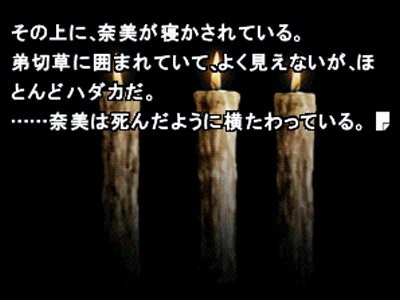 その上に、奈美が寝かされている。
弟切草に囲まれていて、よく見えないが、ほ
とんどハダカだ。
……奈美は死んだように横たわっている。